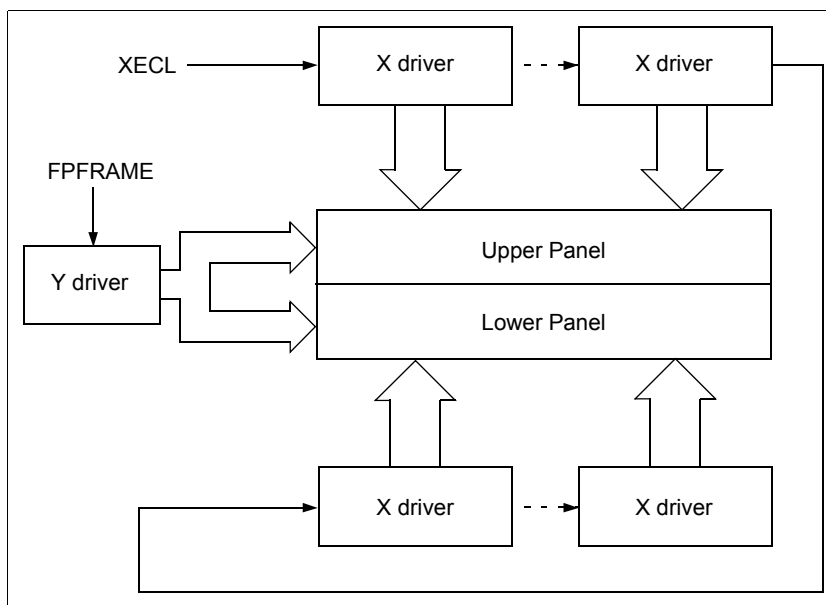 XECL
X driver
X driver
FPFRAME
Y driver
Upper Panel
Lower Panel
X driver
X driver